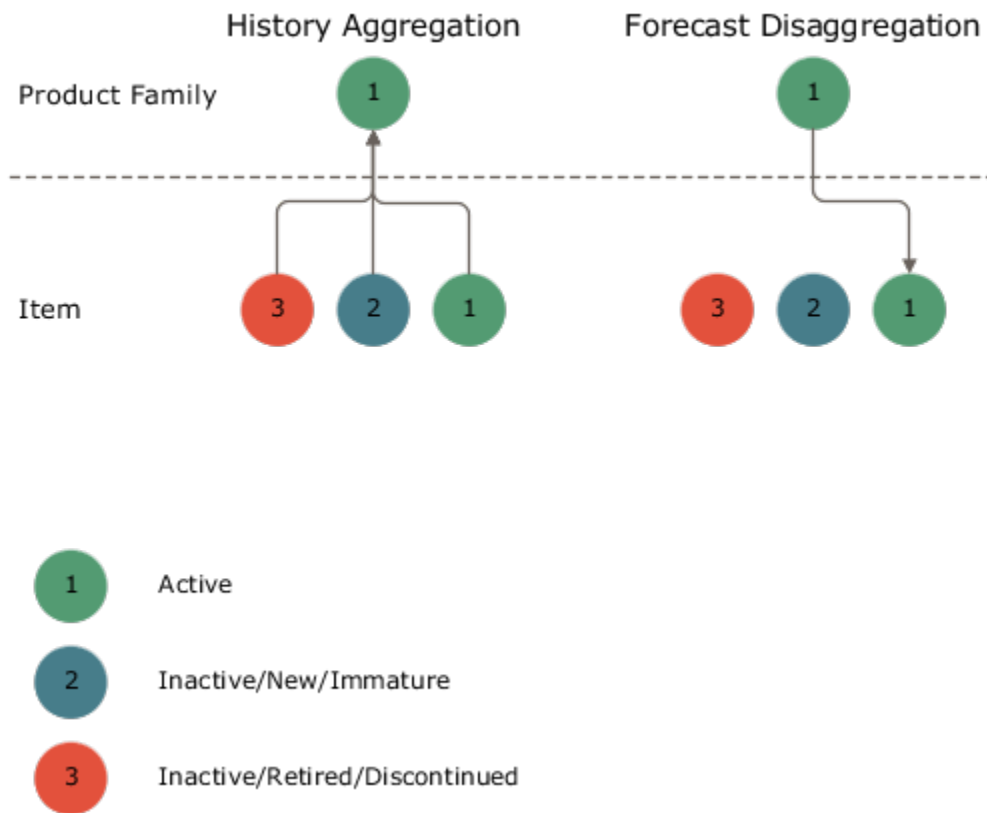 History Aggregation Forecast Disaggregation
Product Family 1 1
Item 3 2 1 3 2 1
1 Active
2 Inactive/New/Immature
3 Inactive/Retired/Discontinued